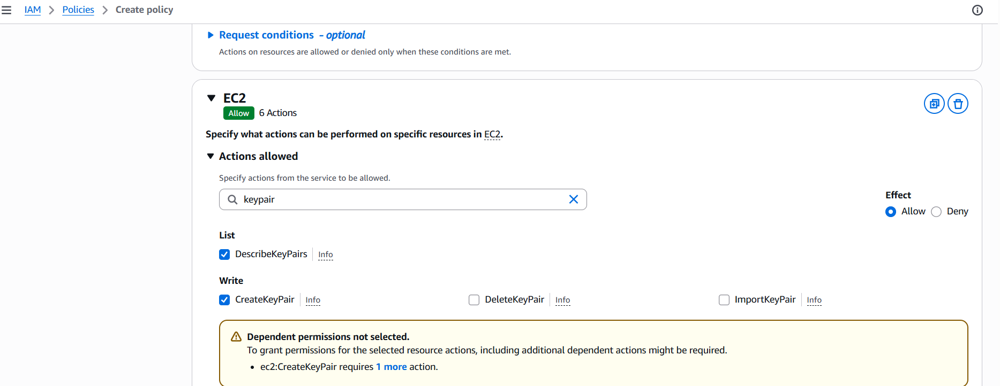 IAM > Policies > Create policy
Request conditions - optional
Actions on resources are allowed or denied only when these conditions are met.
EC2
Allow 6 Actions
Specify what actions can be performed on specific resources in EC2.
Actions allowed
Specify actions from the service to be allowed.
keypair
Effect
Allow Deny
List
DescribeKeyPairs Info
Write
CreateKeyPair Info DeleteKeyPair Info ImportKeyPair Info
Dependent permissions not selected.
To grant permissions for the selected resource actions, including additional dependent actions might be required.
• ec2:CreateKeyPair requires 1 more action.